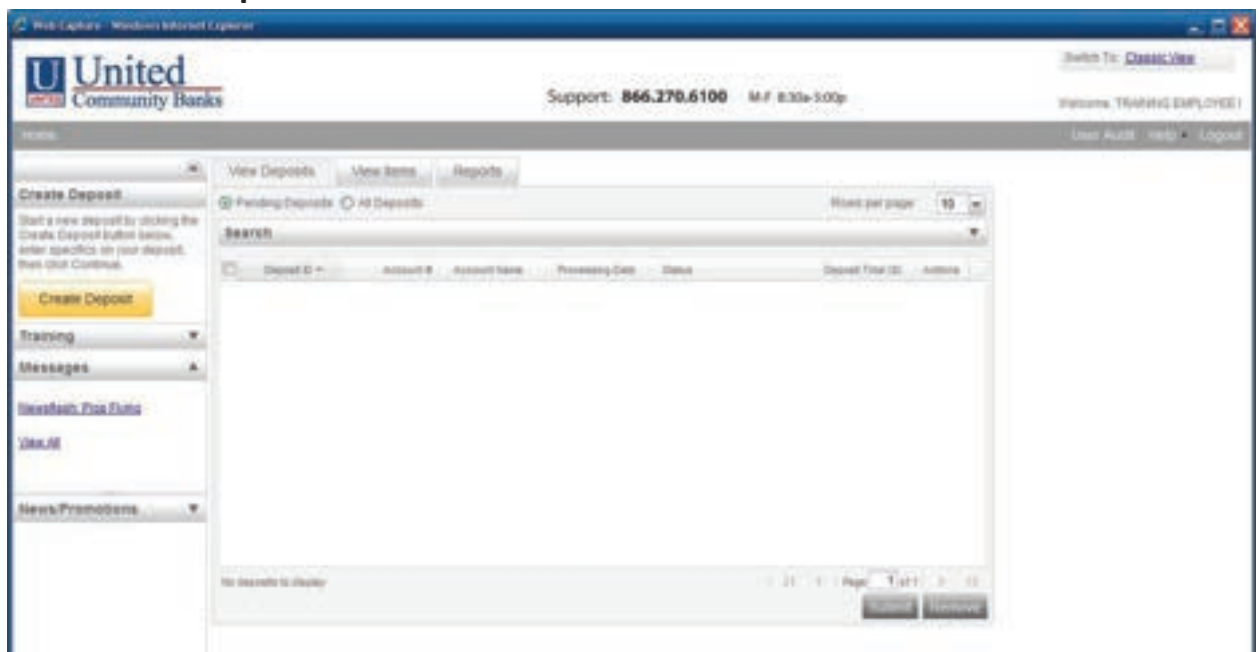 Web Capture - Windows Internet Explorer
Switch To: Classic View
U United
UNITED Community Banks
Support: 866.270.6100 M-F 8:30a-5:00p
Welcome, TRAINING EMPLOYEE1
Home
User Audit Help Logout
View Deposits View Items Reports
Create Deposit
Pending Deposits All Deposits Rows per page 10
Start a new deposit by clicking the
Create Deposit button below,
enter specifics on your deposit,
then click Continue.
Search
Deposit ID Account # Account Name Processing Date Status Deposit Total ($) Actions
Create Deposit
Training
Messages
Newsflash:
View All
News/Promotions
No deposits to display
Page 1 of 1
Submit Remove